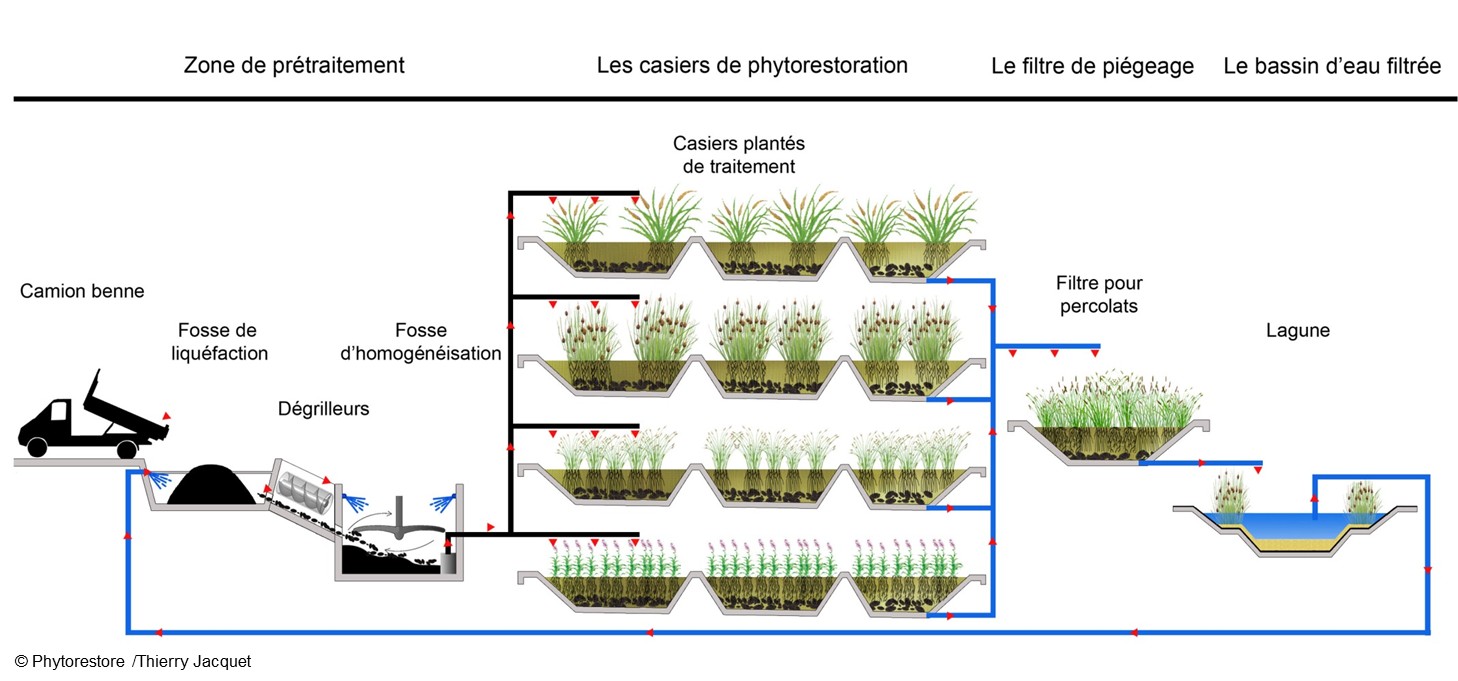 Zone de prétraitement
Les casiers de phytorestoration
Le filtre de piégeage
Le bassin d'eau filtrée
Casiers plantés
de traitement
Camion benne
Fosse de
liquéfaction
Dégrilleurs
Fosse
d'homogénéisation
Filtre pour
percolats
Lagune
© Phytorestore /Thierry Jacquet